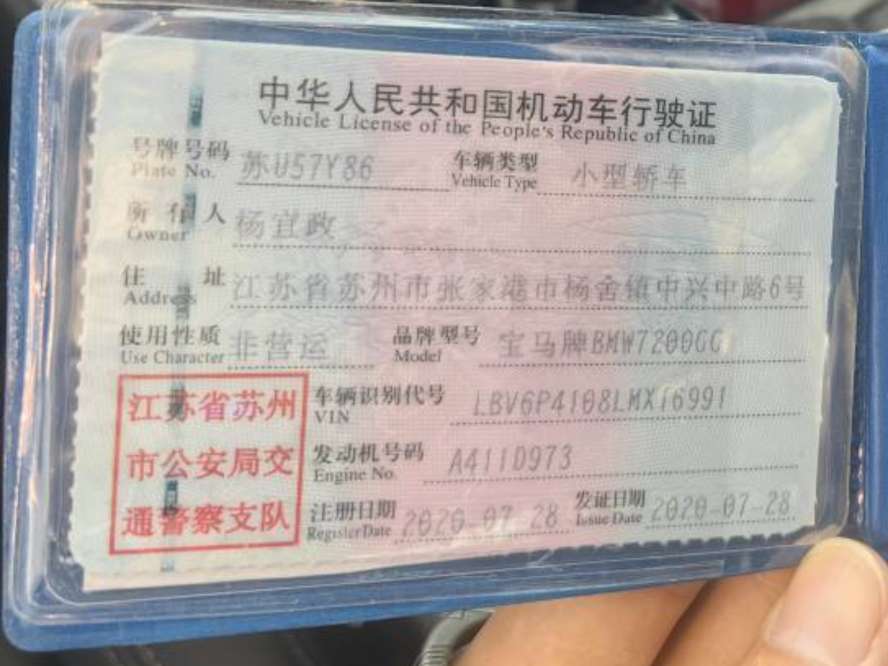 中华人民共和国机动车行驶证
Vehicle License of the People's Republic of China
号牌号码 苏U57Y86 车辆类型 小型轿车
Plate No. Vehicle Type
所有人 杨宜政
Owner
住址 江苏省苏州市张家港市杨舍镇中兴中路6号
Address
使用性质 非营运 品牌型号 宝马牌BMW7200GG
Use Character Model
江苏省苏州
市公安局交
通警察支队
车辆识别代号 LBV6P4108LMX16991
VIN
发动机号码 A411D973
Engine No.
注册日期 2020-07-28 发证日期 2020-07-28
Register Date Issue Date